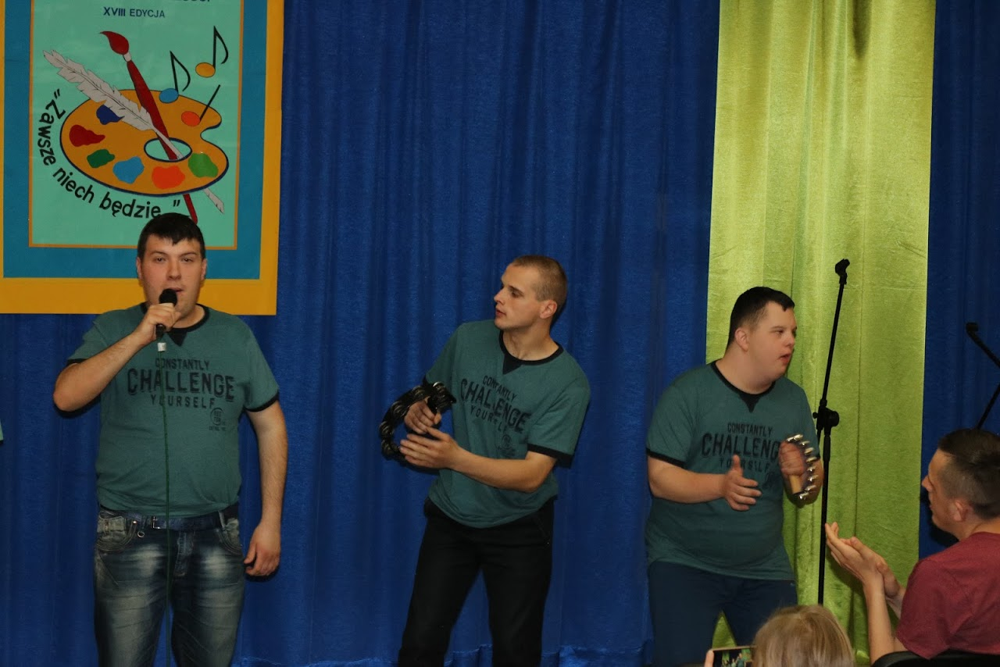 XVIII EDYCJA
"Zawsze niech będzie..."
CONSTANTLY
CHALLENGE
YOURSELF
CONSTANTLY
CHALLENGE
YOURSELF
CONSTANTLY
CHALLENGE
YOURSELF